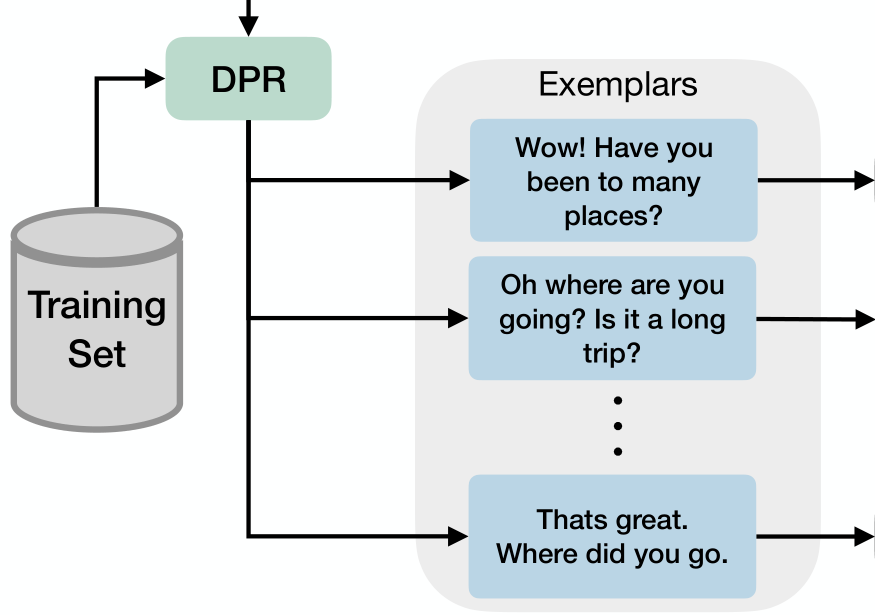 DPR
Exemplars
Wow! Have you
been to many
places?
Training
Set
Oh where are you
going? Is it a long
trip?
Thats great.
Where did you go.